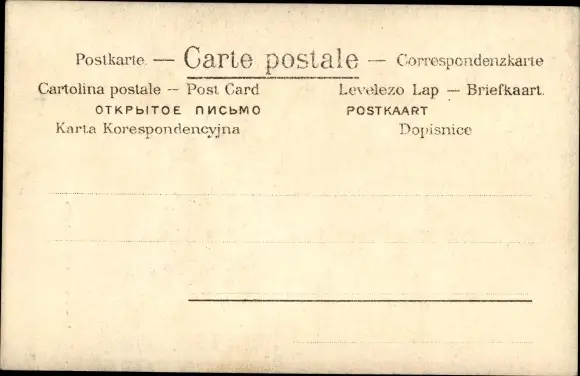 Postkarte. — Carte postale — Correspondenzkarte
Cartolina postale — Post Card Levelezo Lap — Briefkaart.
ОТКРЫТОЕ ПИСЬМО POSTKAART
Karta Korespondencyjna Dopisnice